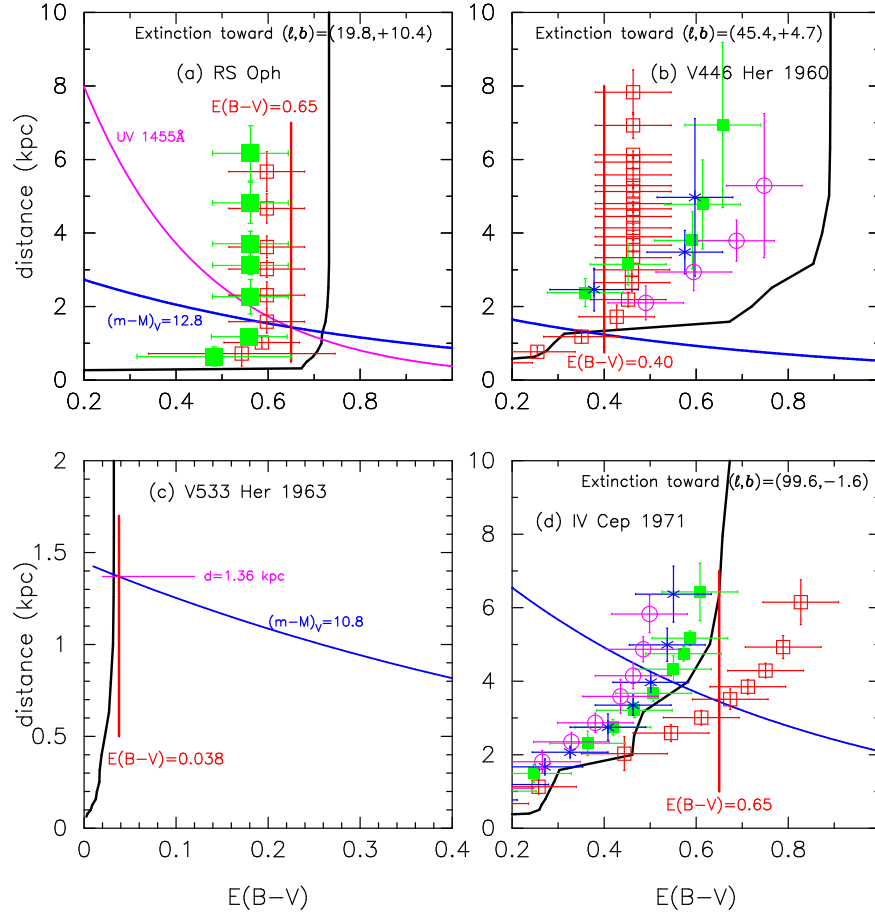 10
Extinction toward (l,b)=(19.8,+10.4)
(a) RS Oph
E(B−V)=0.65
UV 1455Å
(m−M)V=12.8
8
6
4
2
0
0.2
0.4
0.6
0.8
distance (kpc)
10
Extinction toward (l,b)=(45.4,+4.7)
(b) V446 Her 1960
E(B−V)=0.40
8
6
4
2
0
0.2
0.4
0.6
0.8
2
(c) V533 Her 1963
d=1.36 kpc
(m−M)V=10.8
E(B−V)=0.038
1.5
1
0.5
0
0
0.1
0.2
0.3
0.4
distance (kpc)
E(B−V)
10
Extinction toward (l,b)=(99.6,−1.6)
(d) IV Cep 1971
E(B−V)=0.65
8
6
4
2
0
0.2
0.4
0.6
0.8
E(B−V)